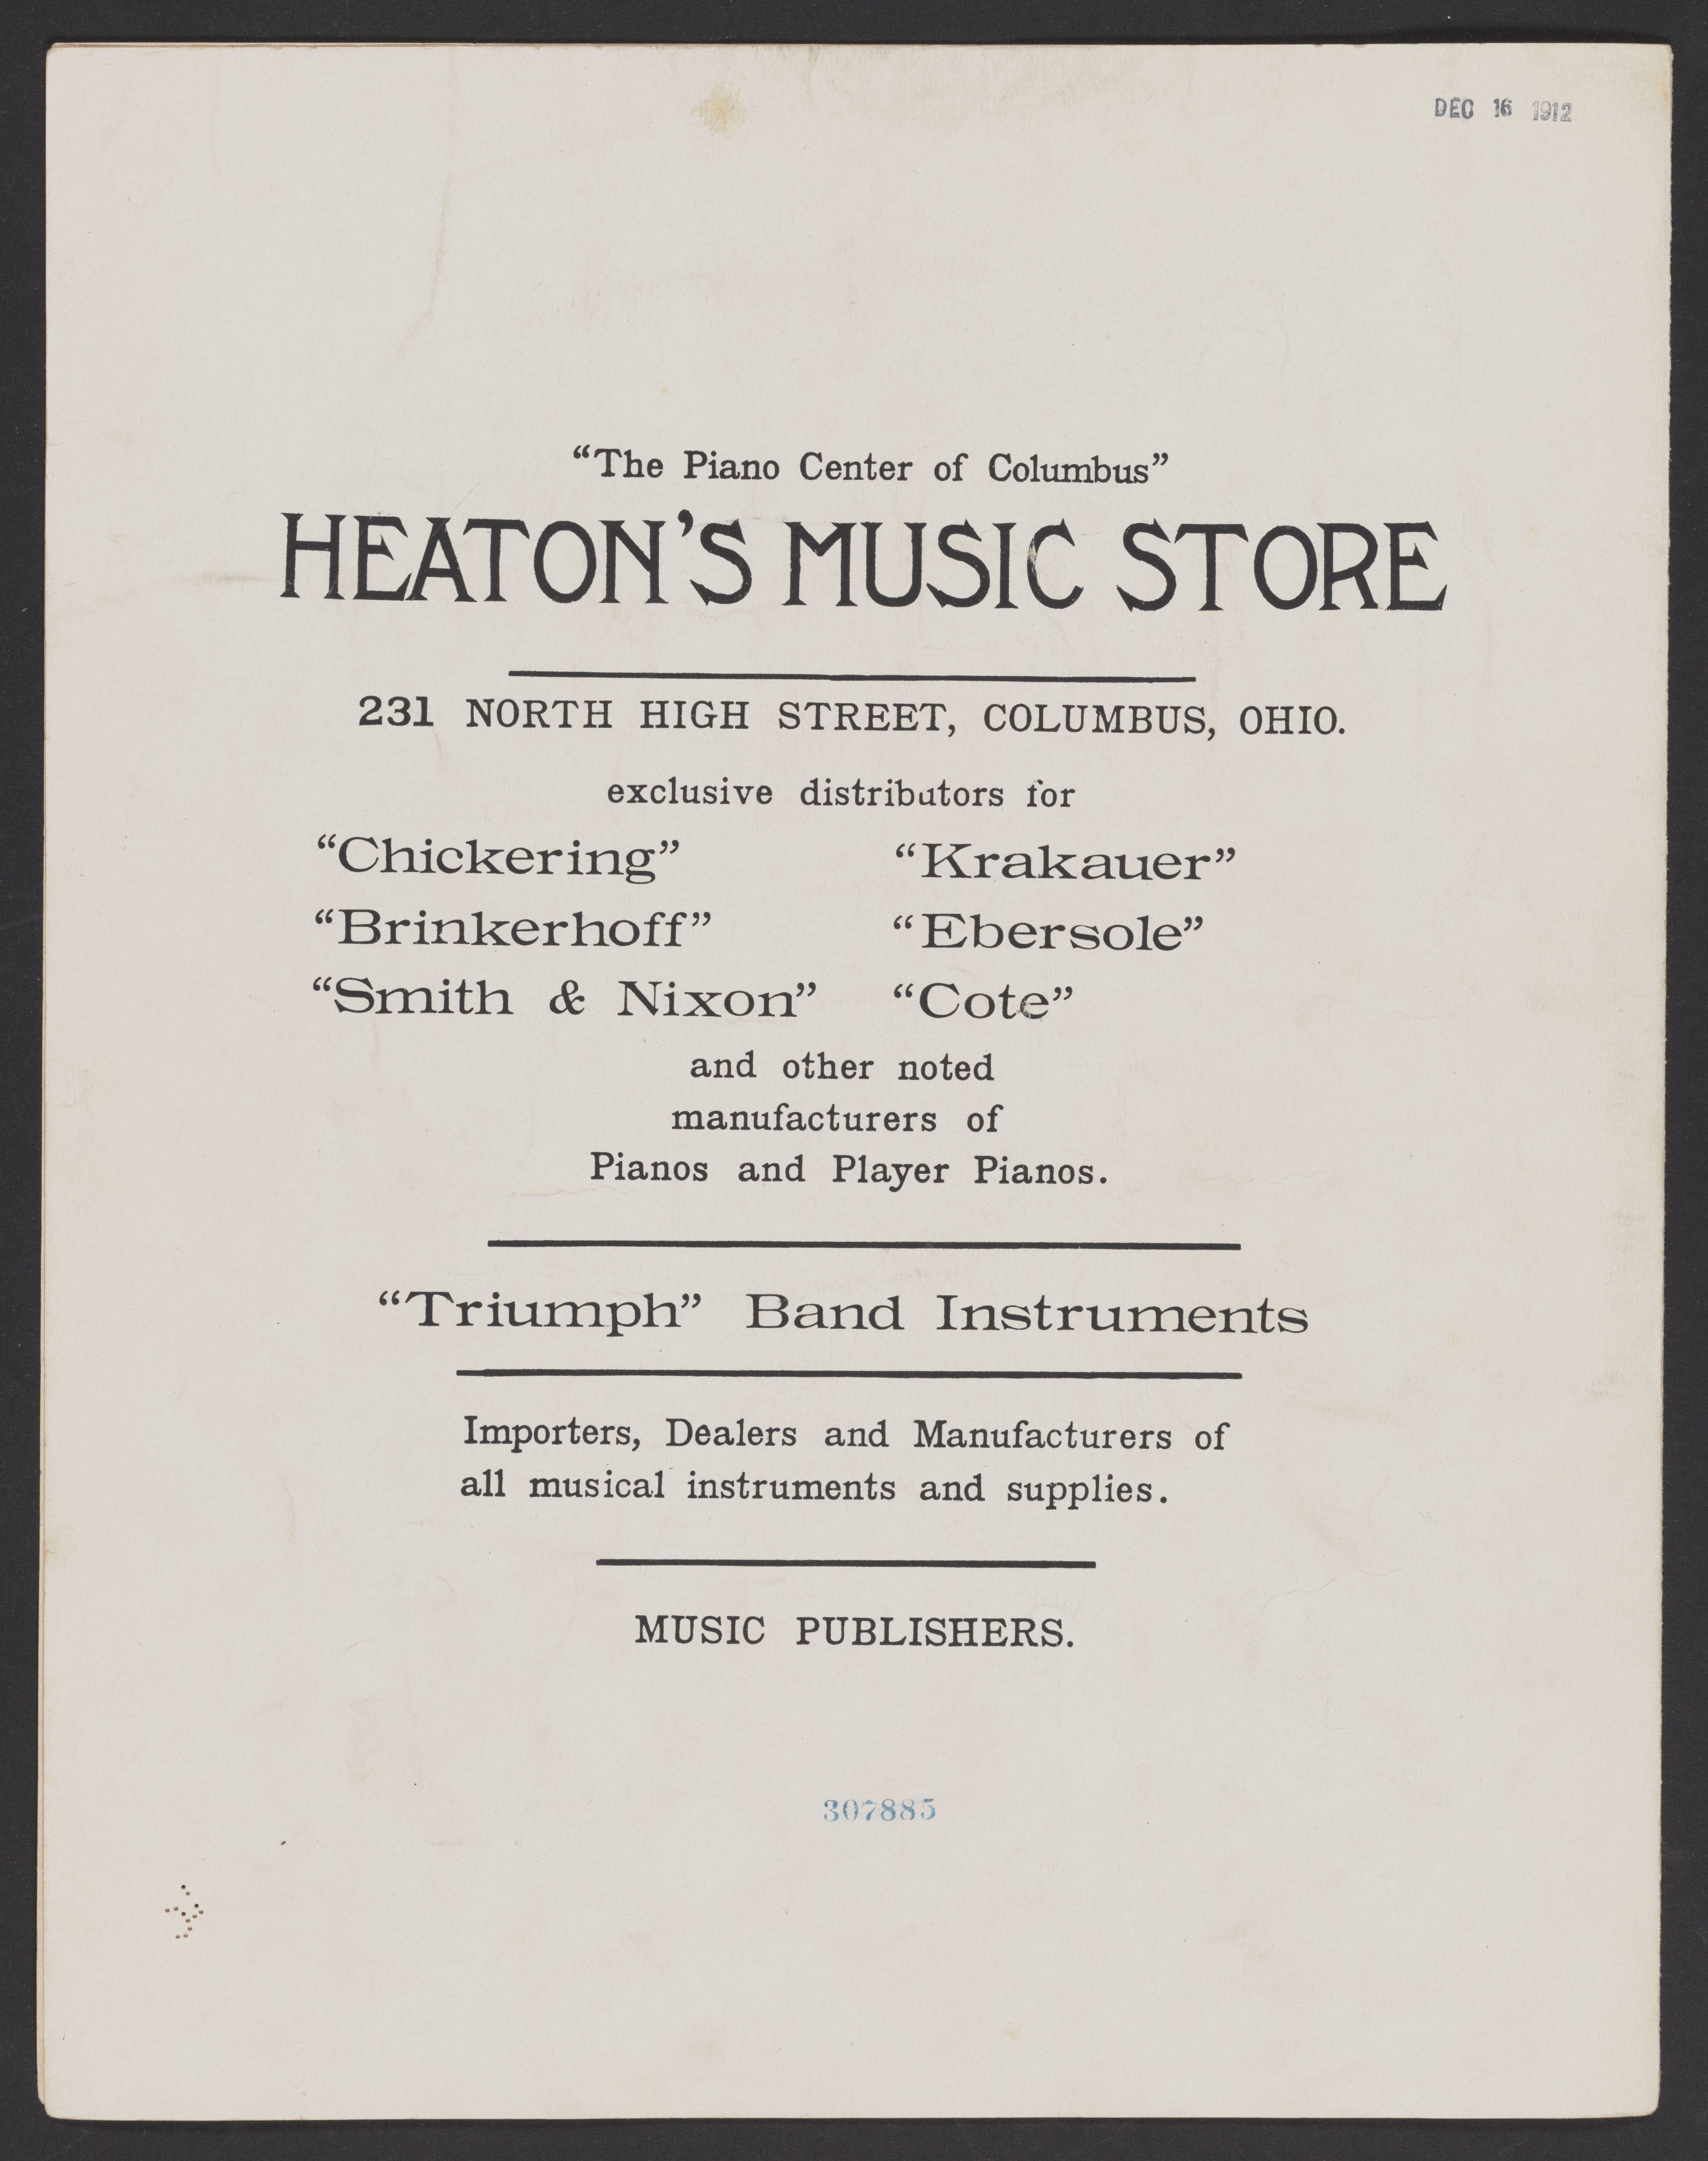 DEC 16 1912
“The Piano Center of Columbus”
HEATON’S MUSIC STORE
231 NORTH HIGH STREET, COLUMBUS, OHIO.
exclusive distributors for
“Chickering” “Krakauer”
“Brinkerhoff” “Ebersole”
“Smith & Nixon” “Cote”
and other noted
manufacturers of
Pianos and Player Pianos.
“Triumph” Band Instruments
Importers, Dealers and Manufacturers of
all musical instruments and supplies.
MUSIC PUBLISHERS.
307885